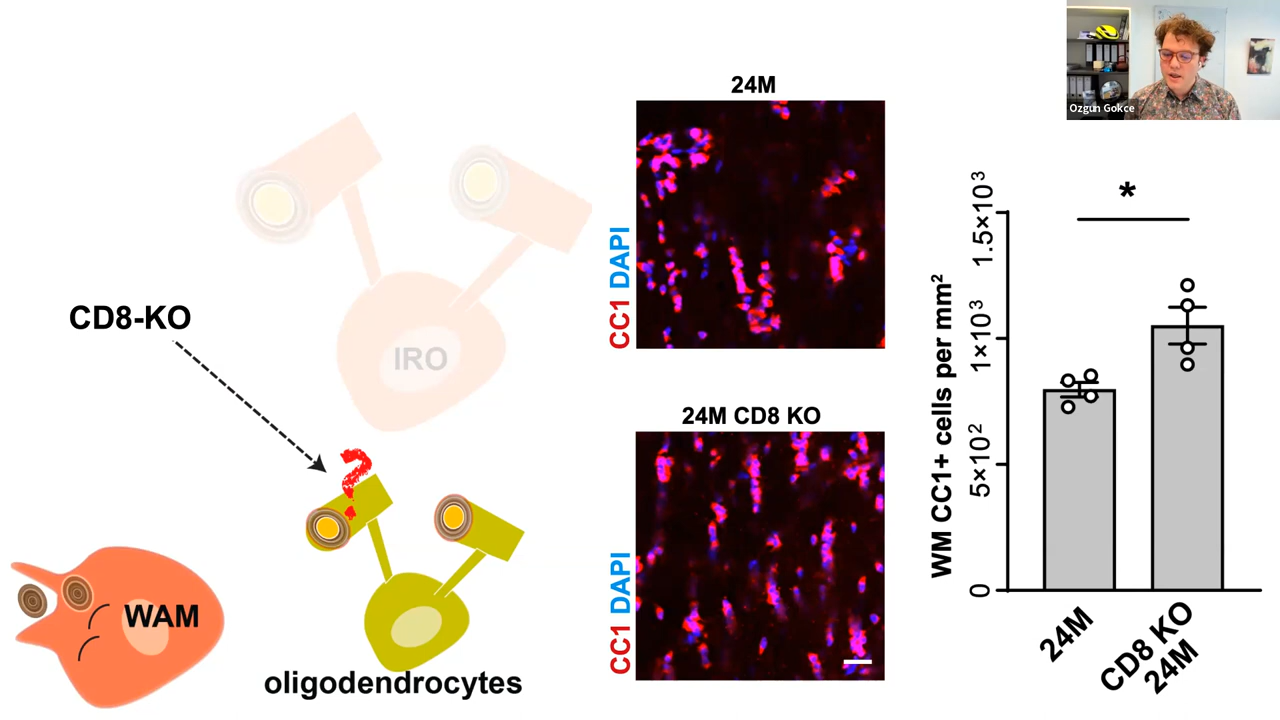 24M
Ozgun Gokce
CD8-KO
IRO
CC1 DAPI
24M CD8 KO
CC1 DAPI
WAM
oligodendrocytes
*
WM CC1+ cells per mm²
1.5×10³
1×10³
5×10²
0
24M
CD8 KO
24M
?